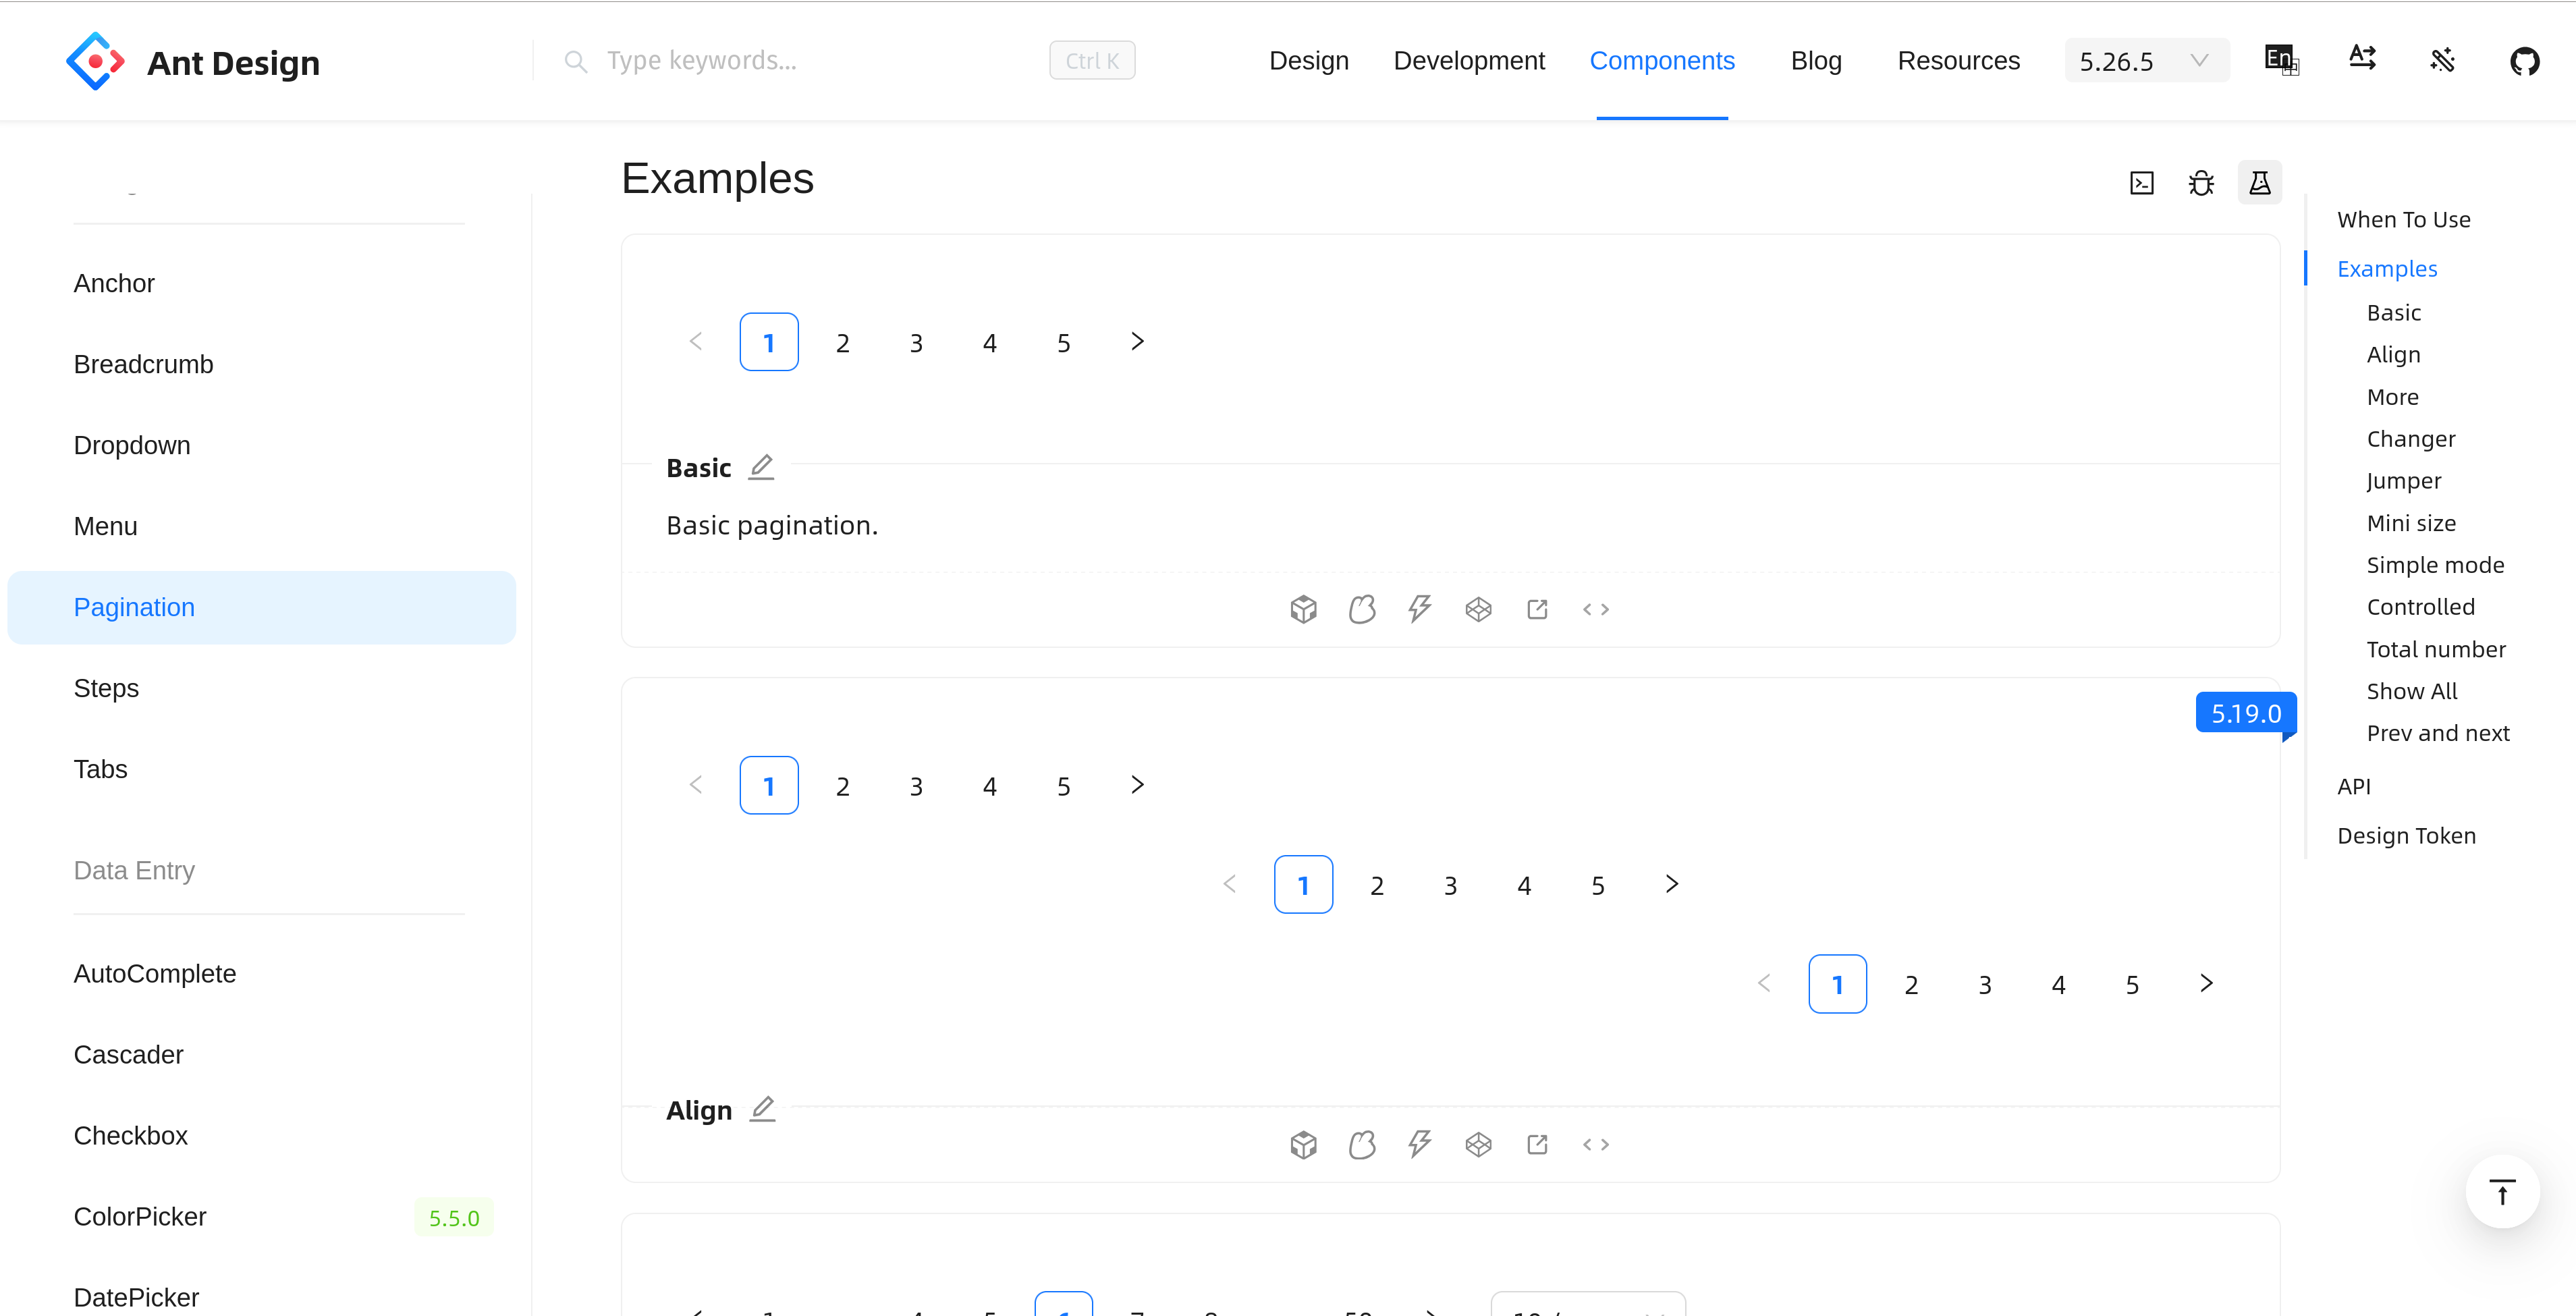 Ant Design
Type keywords...
Ctrl K
Design
Development
Components
Blog
Resources
5.26.5
En
中
Anchor
Breadcrumb
Dropdown
Menu
Pagination
Steps
Tabs
Data Entry
AutoComplete
Cascader
Checkbox
ColorPicker 5.5.0
DatePicker
Examples
1 2 3 4 5
Basic
Basic pagination.
5.19.0
1 2 3 4 5
1 2 3 4 5
1 2 3 4 5
Align
When To Use
Examples
Basic
Align
More
Changer
Jumper
Mini size
Simple mode
Controlled
Total number
Show All
Prev and next
API
Design Token